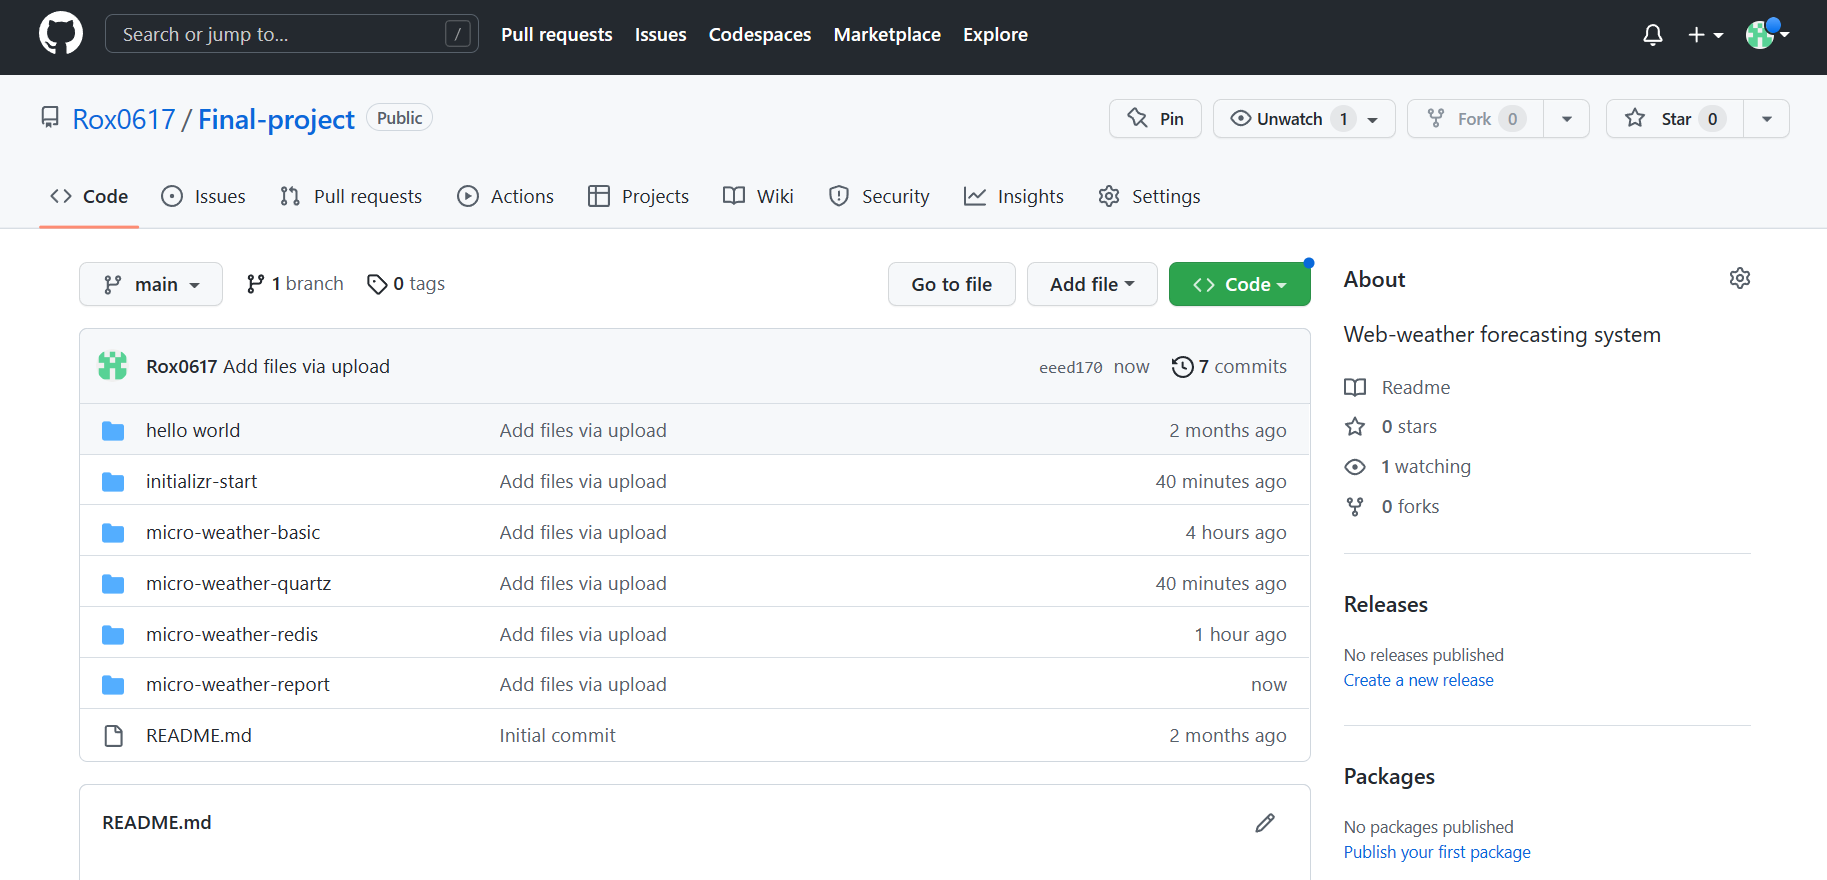 Search or jump to... / Pull requests Issues Codespaces Marketplace Explore
Rox0617 / Final-project Public Pin Unwatch 1 Fork 0 Star 0
Code Issues Pull requests Actions Projects Wiki Security Insights Settings
main 1 branch 0 tags Go to file Add file Code
Rox0617 Add files via upload eeed170 now 7 commits
hello world Add files via upload 2 months ago
initializr-start Add files via upload 40 minutes ago
micro-weather-basic Add files via upload 4 hours ago
micro-weather-quartz Add files via upload 40 minutes ago
micro-weather-redis Add files via upload 1 hour ago
micro-weather-report Add files via upload now
README.md Initial commit 2 months ago
README.md
About
Web-weather forecasting system
Readme
0 stars
1 watching
0 forks
Releases
No releases published
Create a new release
Packages
No packages published
Publish your first package